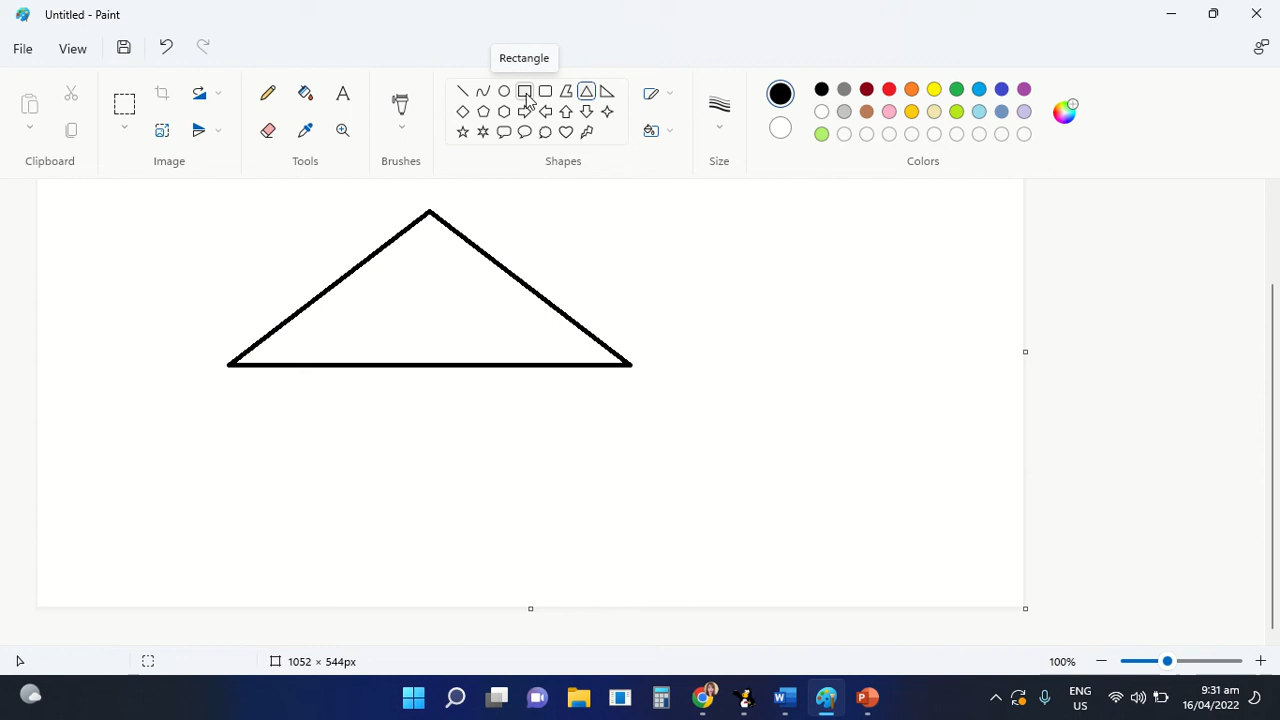 Untitled - Paint
File View
Rectangle
Clipboard Image Tools Brushes Shapes Size Colors
1052 × 544px 100%
ENG 9:31 am
US 16/04/2022